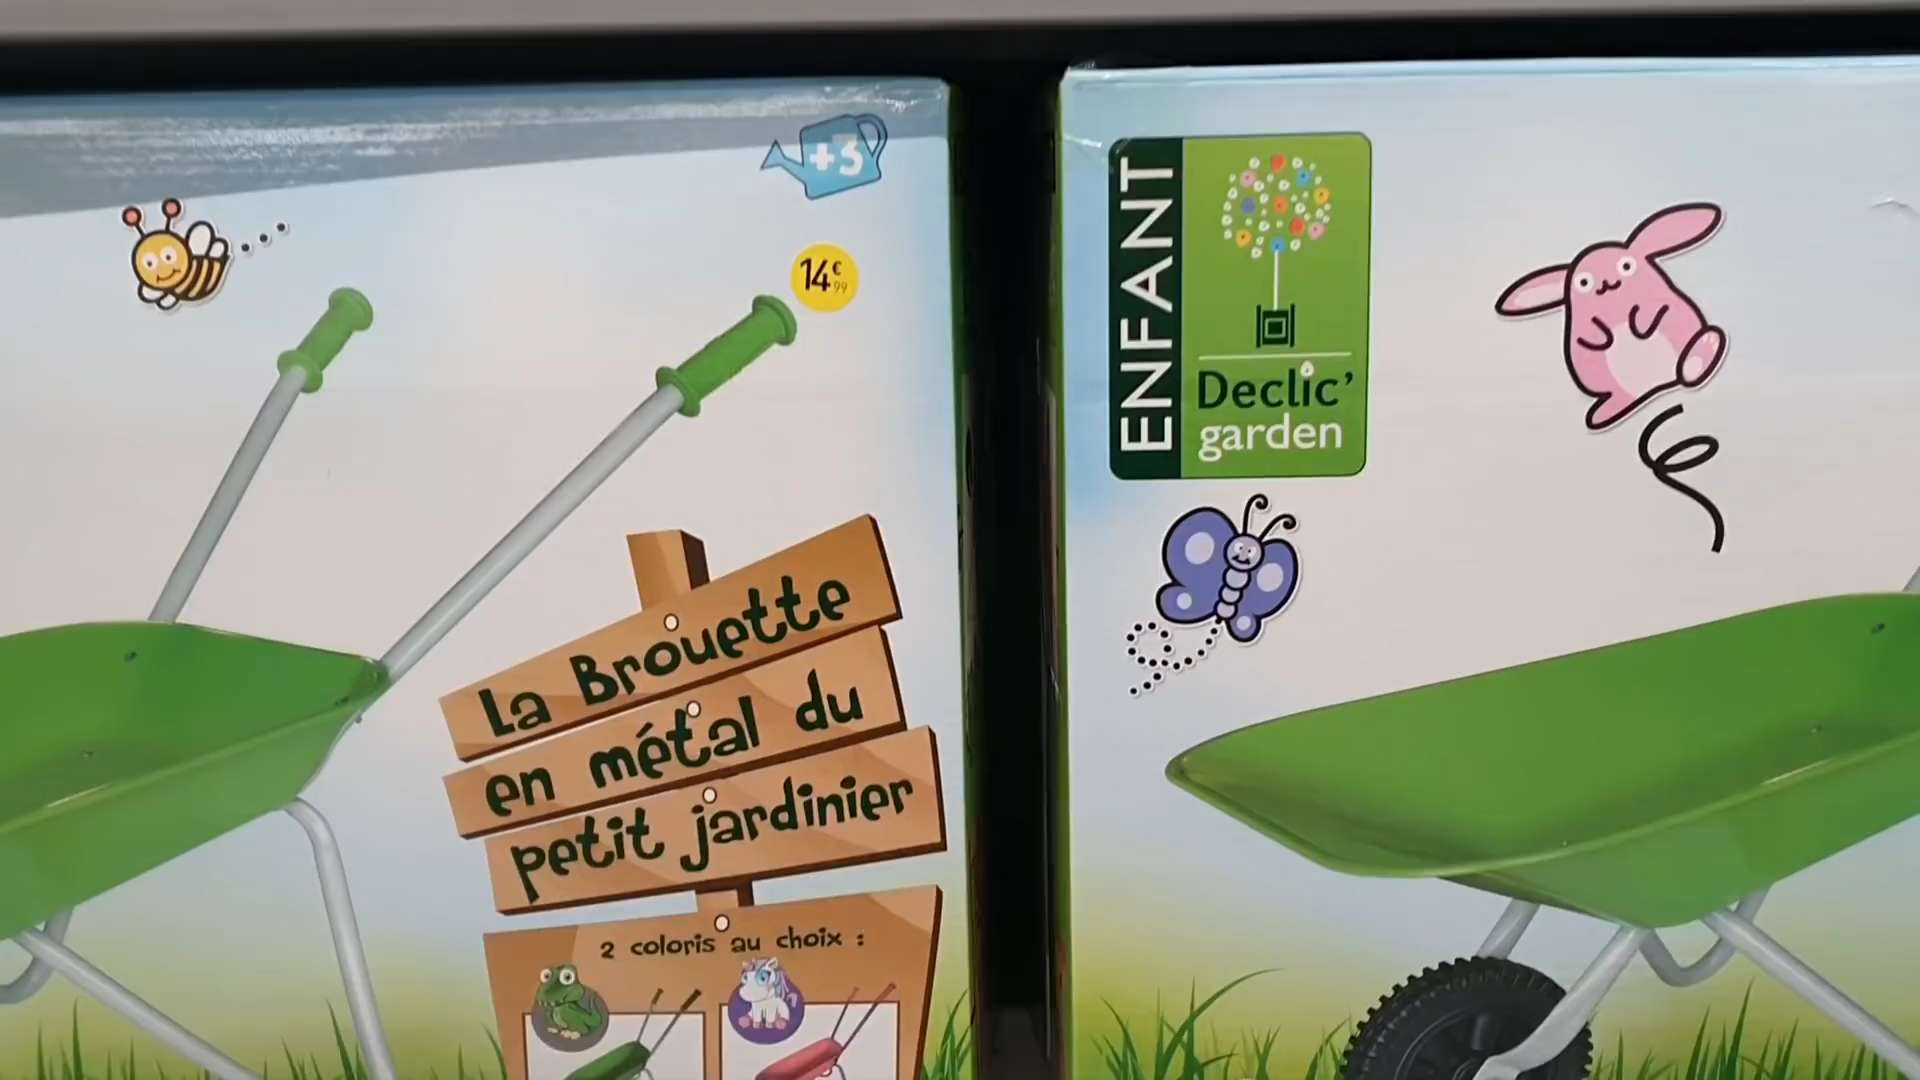 +3
14€99
La Brouette
en métal du
petit jardinier
2 coloris au choix :
ENFANT
Declic'
garden